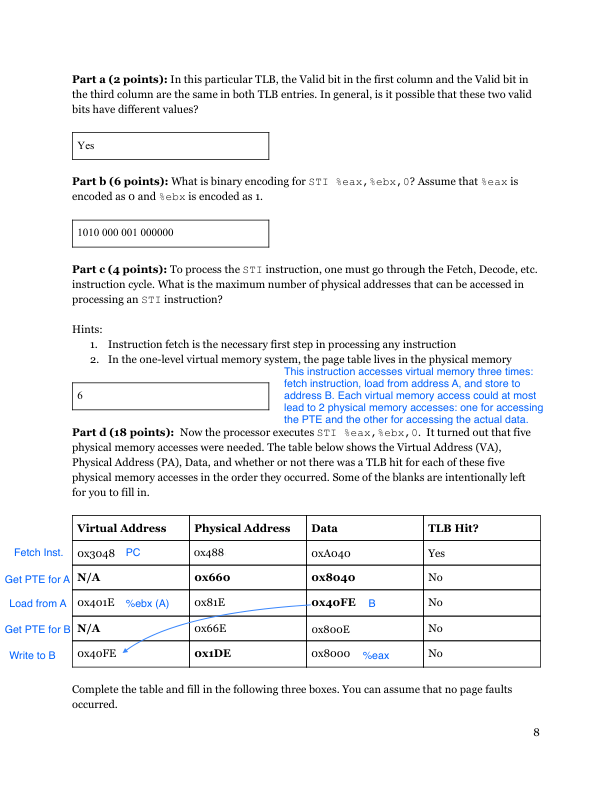 Part a (2 points): In this particular TLB, the Valid bit in the first column and the Valid bit in
the third column are the same in both TLB entries. In general, is it possible that these two valid
bits have different values?
Yes
Part b (6 points): What is binary encoding for STI %eax,%ebx,0? Assume that %eax is
encoded as 0 and %ebx is encoded as 1.
1010 000 001 000000
Part c (4 points): To process the STI instruction, one must go through the Fetch, Decode, etc.
instruction cycle. What is the maximum number of physical addresses that can be accessed in
processing an STI instruction?
Hints:
1. Instruction fetch is the necessary first step in processing any instruction
2. In the one-level virtual memory system, the page table lives in the physical memory
This instruction accesses virtual memory three times:
fetch instruction, load from address A, and store to
address B. Each virtual memory access could at most
lead to 2 physical memory accesses: one for accessing
the PTE and the other for accessing the actual data.
6
Part d (18 points): Now the processor executes STI %eax,%ebx,0. It turned out that five
physical memory accesses were needed. The table below shows the Virtual Address (VA),
Physical Address (PA), Data, and whether or not there was a TLB hit for each of these five
physical memory accesses in the order they occurred. Some of the blanks are intentionally left
for you to fill in.
Virtual Address Physical Address Data TLB Hit?
Fetch Inst. 0x3048 PC 0x488 0xA040 Yes
Get PTE for A N/A 0x660 0x8040 No
Load from A 0x401E %ebx (A) 0x81E 0x40FE B No
Get PTE for B N/A 0x66E 0x800E No
Write to B 0x40FE 0x1DE 0x8000 %eax No
Complete the table and fill in the following three boxes. You can assume that no page faults
occurred.
8